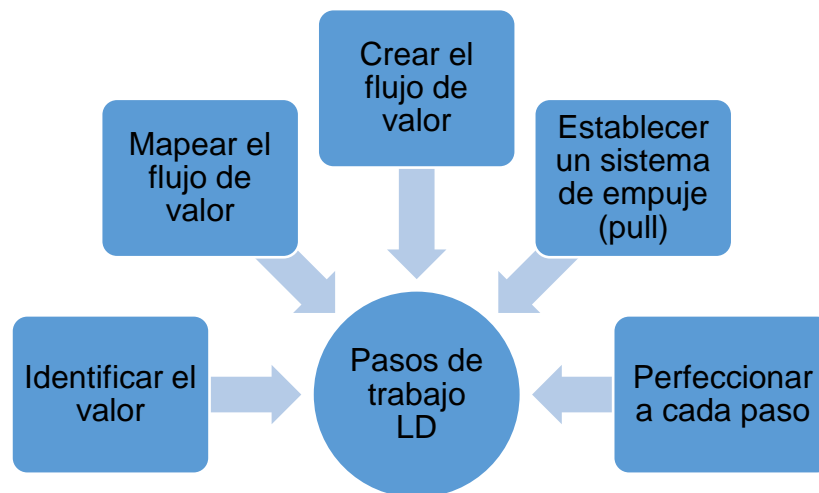 Identificar el
valor
Mapear el
flujo de
valor
Crear el
flujo de
valor
Establecer
un sistema
de empuje
(pull)
Perfeccionar
a cada paso
Pasos de
trabajo
LD